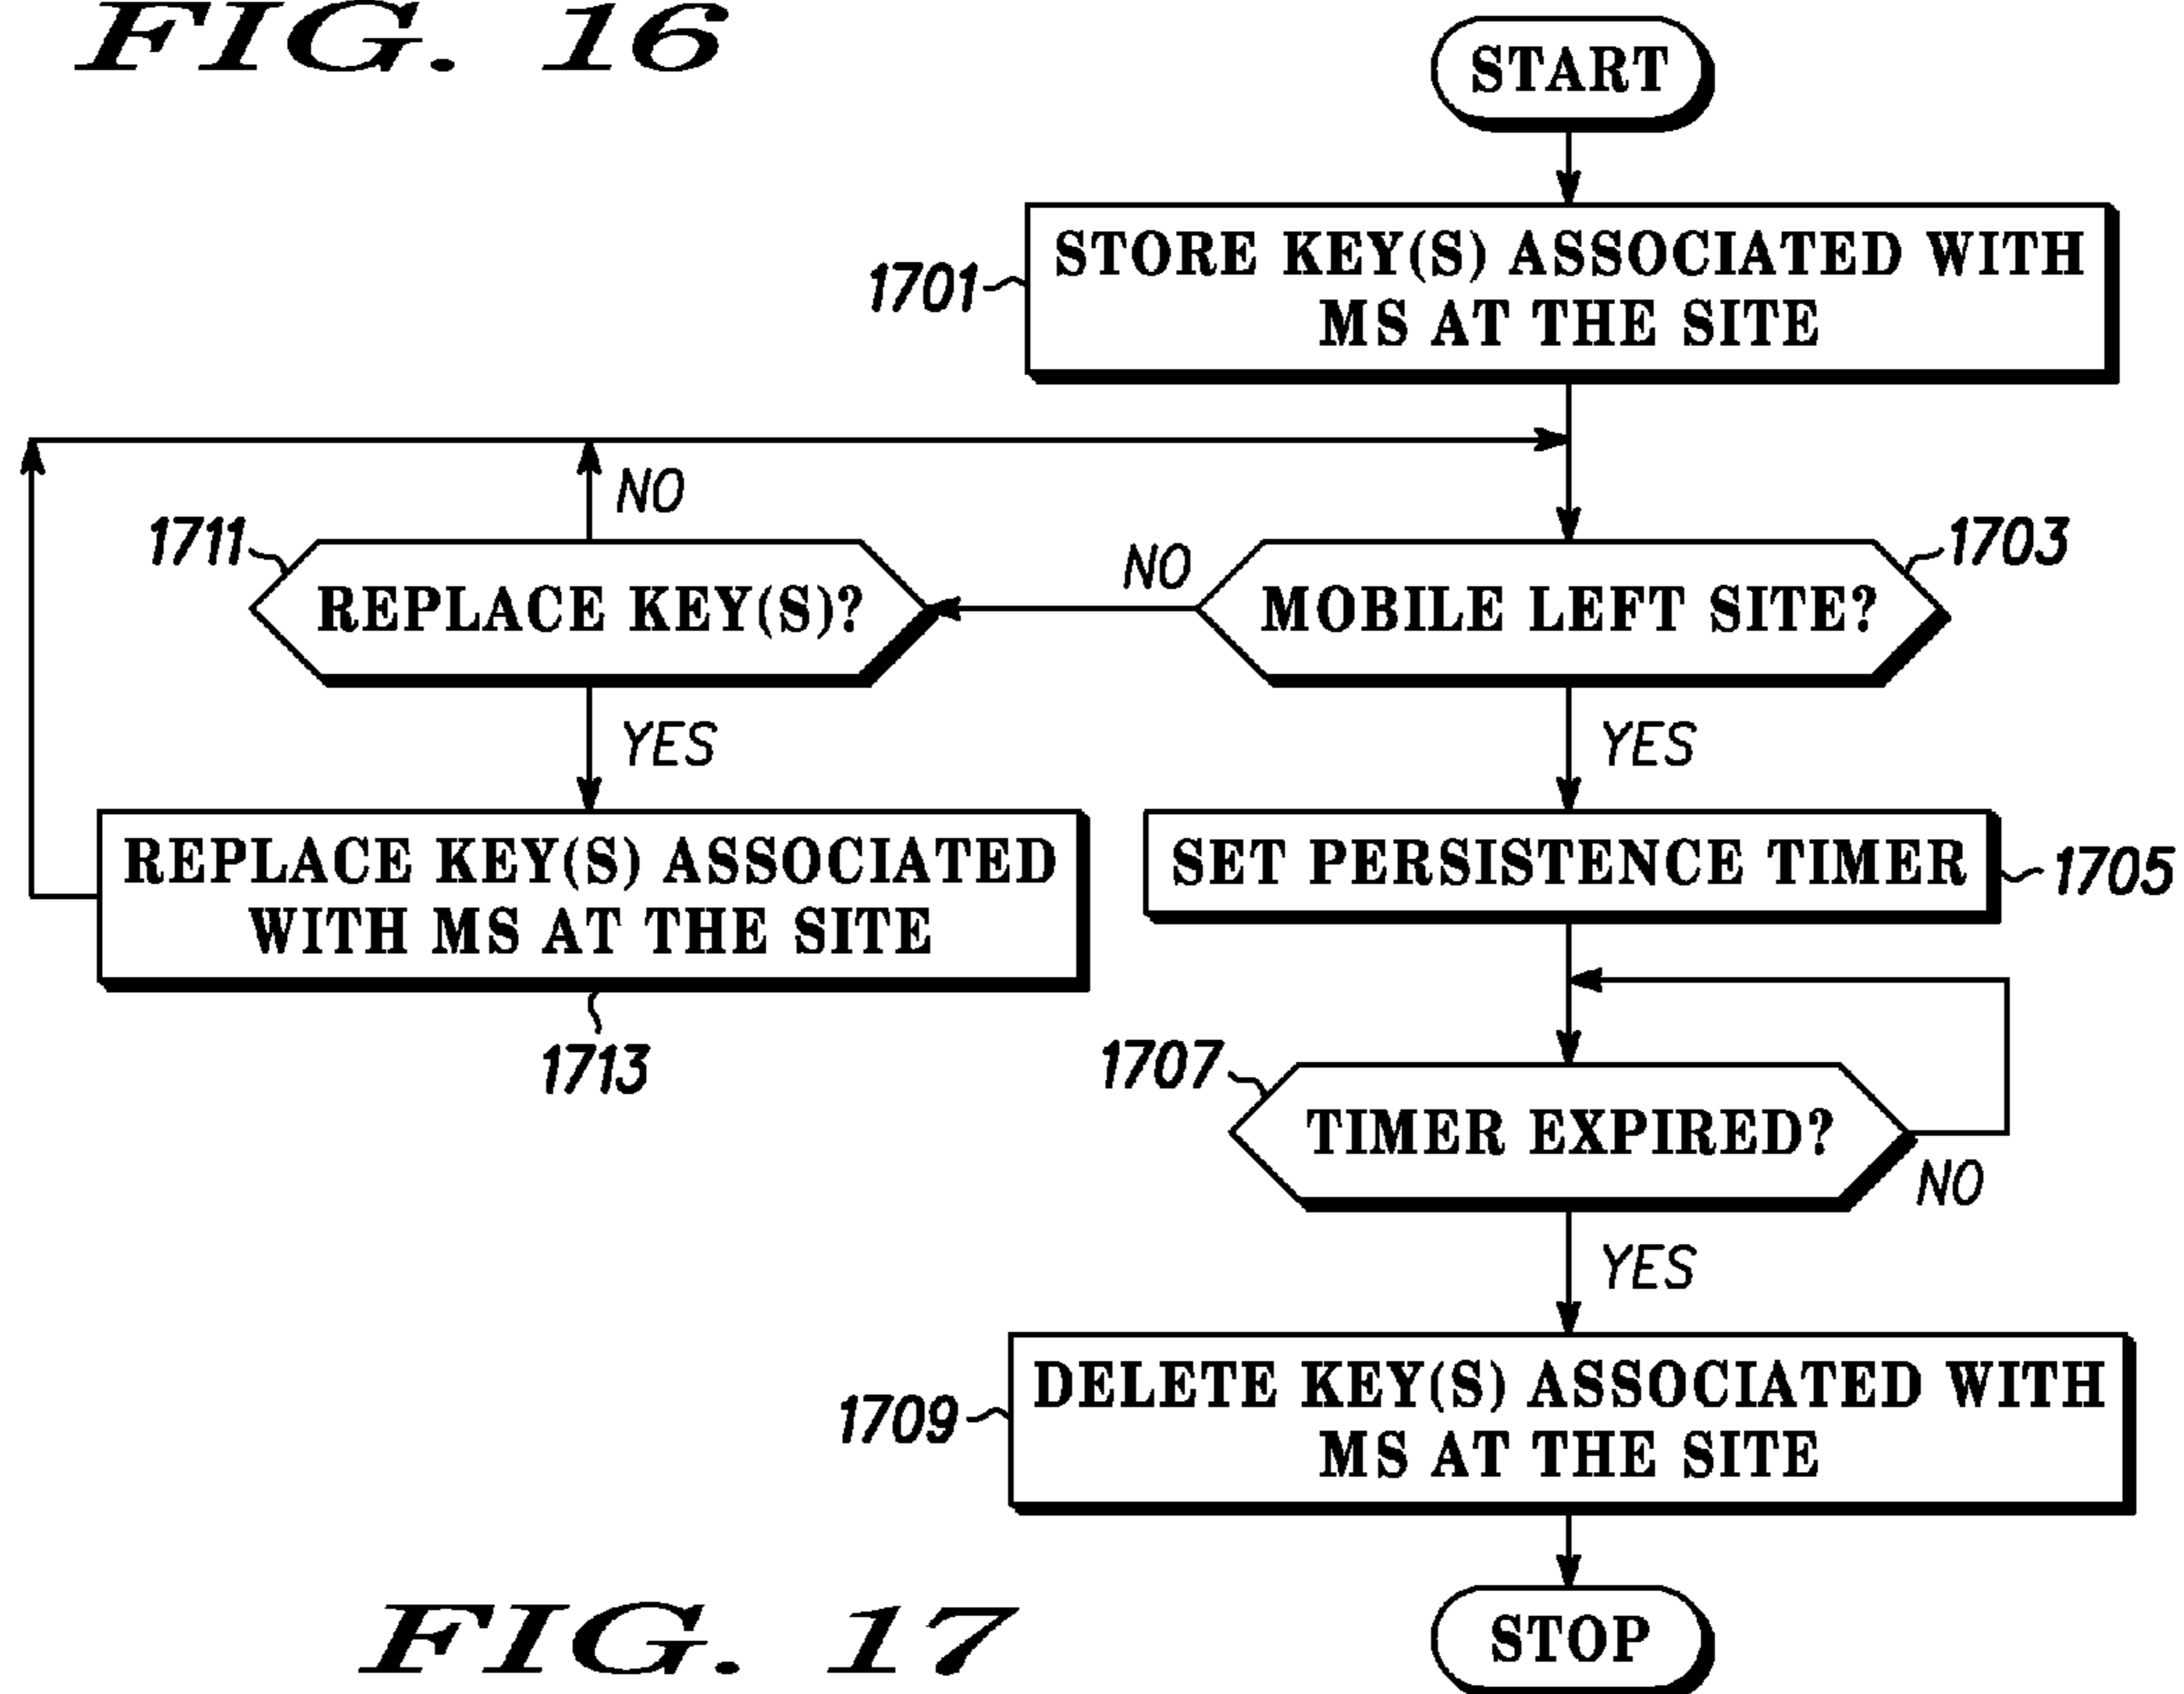 FIG. 16
START
1701
STORE KEY(S) ASSOCIATED WITH
MS AT THE SITE
NO
1711
REPLACE KEY(S)?
NO
MOBILE LEFT SITE?
1703
YES
YES
REPLACE KEY(S) ASSOCIATED
WITH MS AT THE SITE
1713
SET PERSISTENCE TIMER
1705
1707
TIMER EXPIRED?
NO
YES
1709
DELETE KEY(S) ASSOCIATED WITH
MS AT THE SITE
STOP
FIG. 17